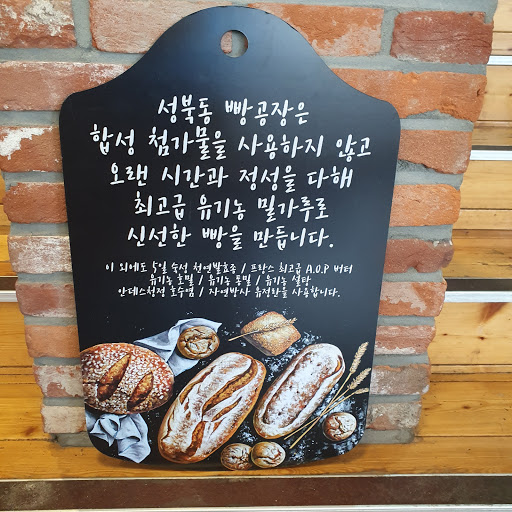 성북동 빵공장은
합성 첨가물을 사용하지 않고
오랜 시간과 정성을 다해
최고급 유기농 밀가루로
신선한 빵을 만듭니다.
이 외에도 5일 숙성 천연발효종 / 프랑스 최고급 A.O.P 버터
유기농 호밀 / 유기농 통밀 / 유기농 설탕
안데스청정 호수염 / 자연방사 유정란을 사용합니다.